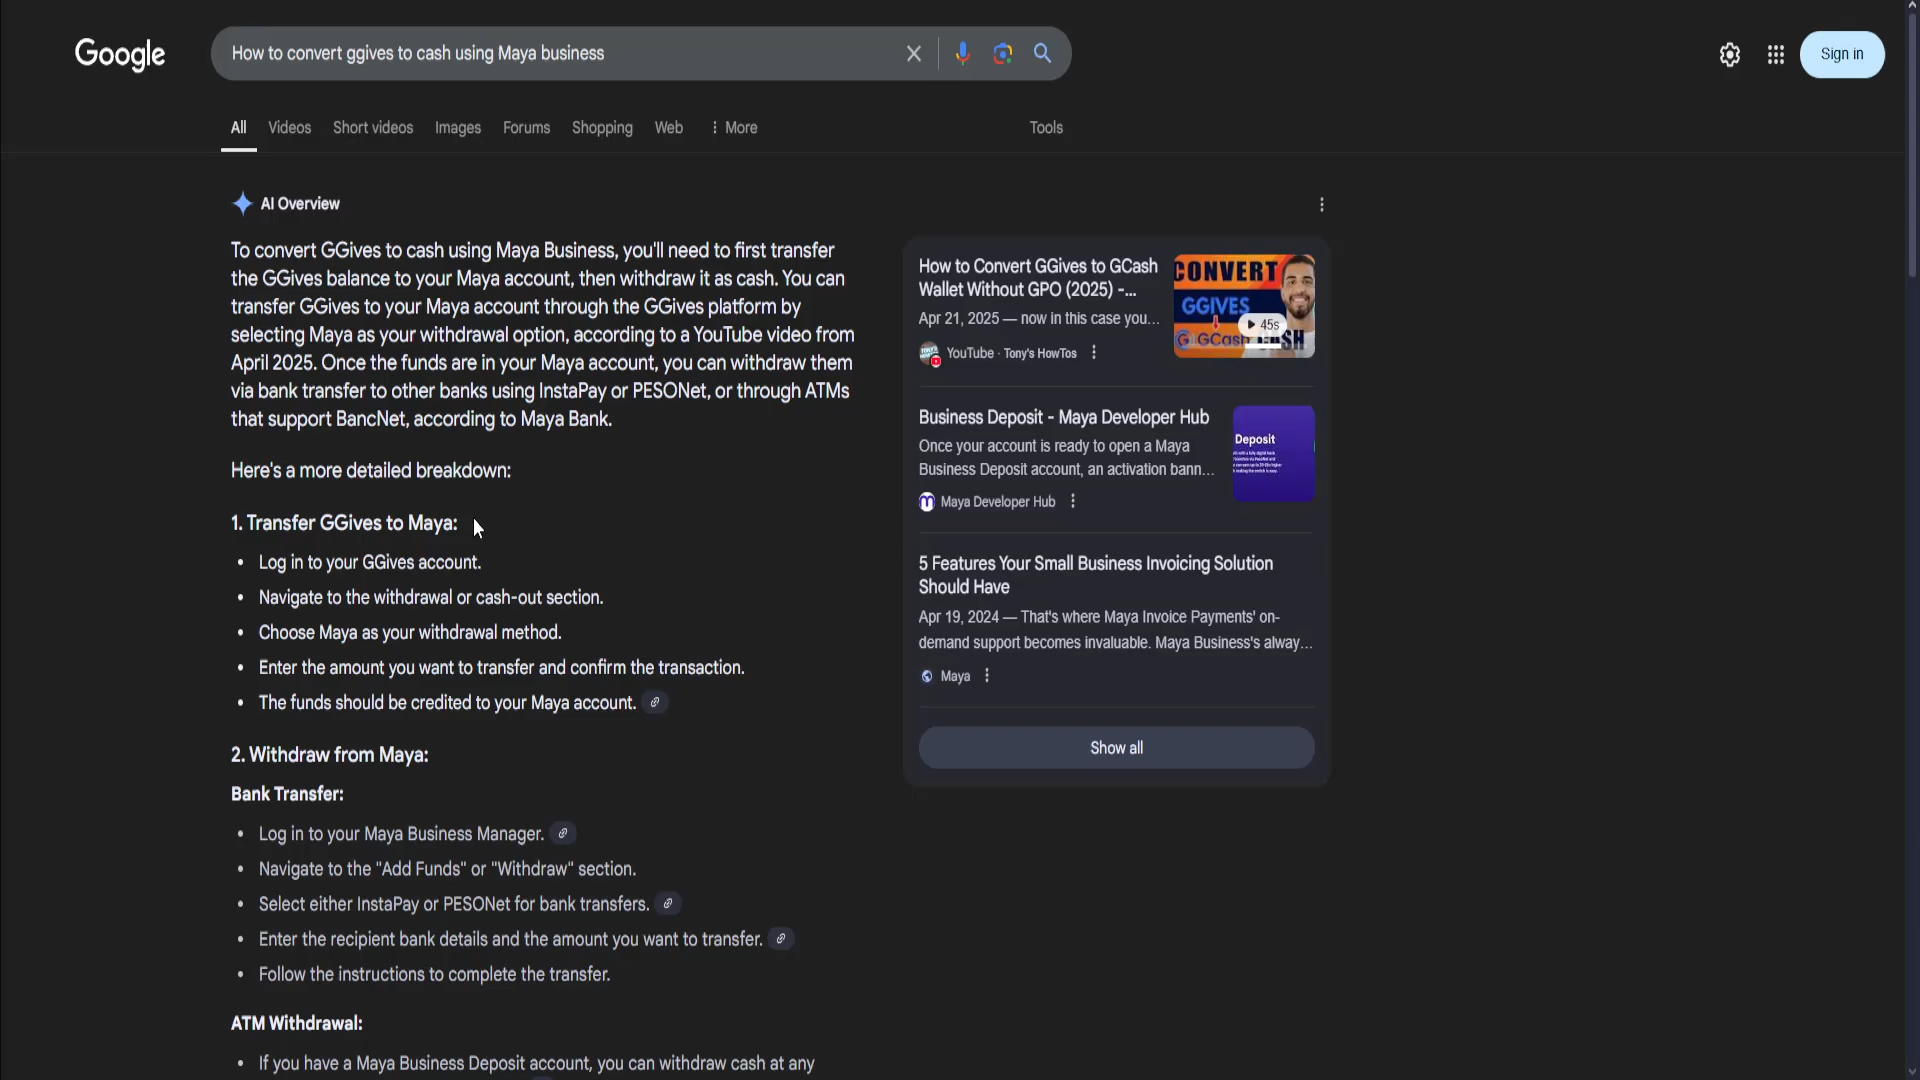 Google
How to convert ggives to cash using Maya business
Sign in
All
Videos
Short videos
Images
Forums
Shopping
Web
More
Tools
AI Overview
To convert GGives to cash using Maya Business, you'll need to first transfer
the GGives balance to your Maya account, then withdraw it as cash. You can
transfer GGives to your Maya account through the GGives platform by
selecting Maya as your withdrawal option, according to a YouTube video from
April 2025. Once the funds are in your Maya account, you can withdraw them
via bank transfer to other banks using InstaPay or PESONet, or through ATMs
that support BancNet, according to Maya Bank.
Here's a more detailed breakdown:
1. Transfer GGives to Maya:
• Log in to your GGives account.
• Navigate to the withdrawal or cash-out section.
• Choose Maya as your withdrawal method.
• Enter the amount you want to transfer and confirm the transaction.
• The funds should be credited to your Maya account.
2. Withdraw from Maya:
Bank Transfer:
• Log in to your Maya Business Manager.
• Navigate to the "Add Funds" or "Withdraw" section.
• Select either InstaPay or PESONet for bank transfers.
• Enter the recipient bank details and the amount you want to transfer.
• Follow the instructions to complete the transfer.
ATM Withdrawal:
• If you have a Maya Business Deposit account, you can withdraw cash at any
How to Convert GGives to GCash
Wallet Without GPO (2025) -...
Apr 21, 2025 — now in this case you...
YouTube · Tony's HowTos
CONVERT
GGIVES
45s
GCash CASH
Business Deposit - Maya Developer Hub
Once your account is ready to open a Maya
Business Deposit account, an activation bann...
Maya Developer Hub
Deposit
5 Features Your Small Business Invoicing Solution
Should Have
Apr 19, 2024 — That's where Maya Invoice Payments' on-
demand support becomes invaluable. Maya Business's alway...
Maya
Show all